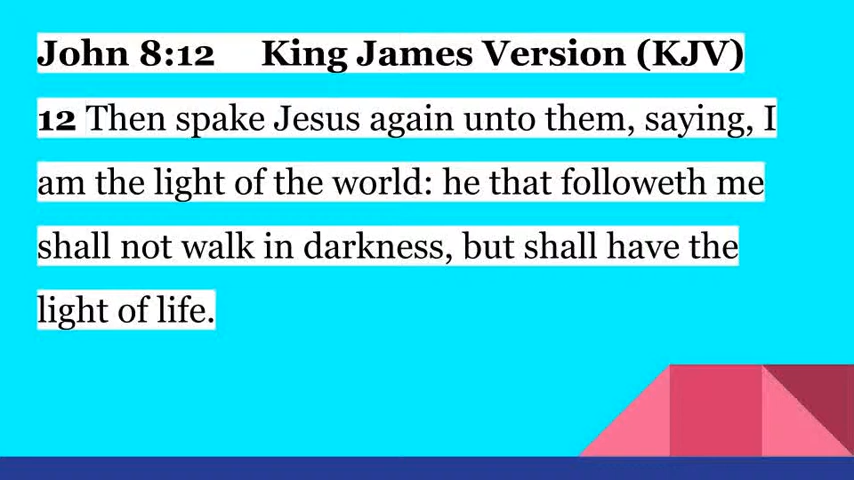 John 8:12 King James Version (KJV)
12 Then spake Jesus again unto them, saying, I
am the light of the world: he that followeth me
shall not walk in darkness, but shall have the
light of life.